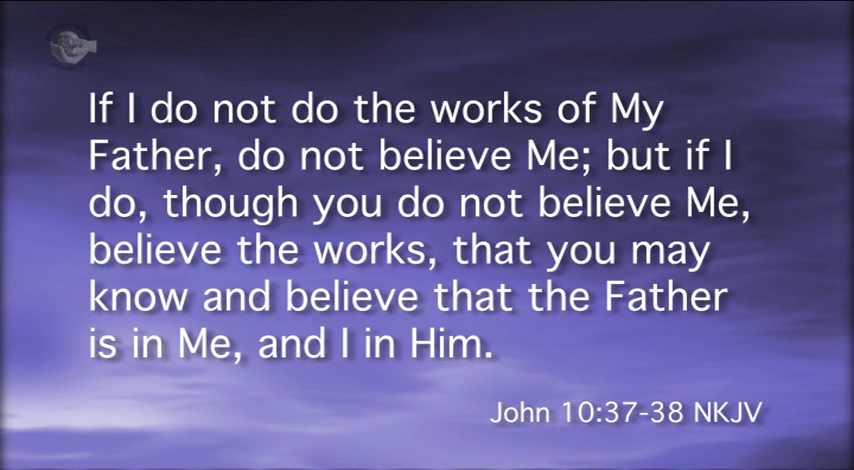 If I do not do the works of My
Father, do not believe Me; but if I
do, though you do not believe Me,
believe the works, that you may
know and believe that the Father
is in Me, and I in Him.
John 10:37-38 NKJV